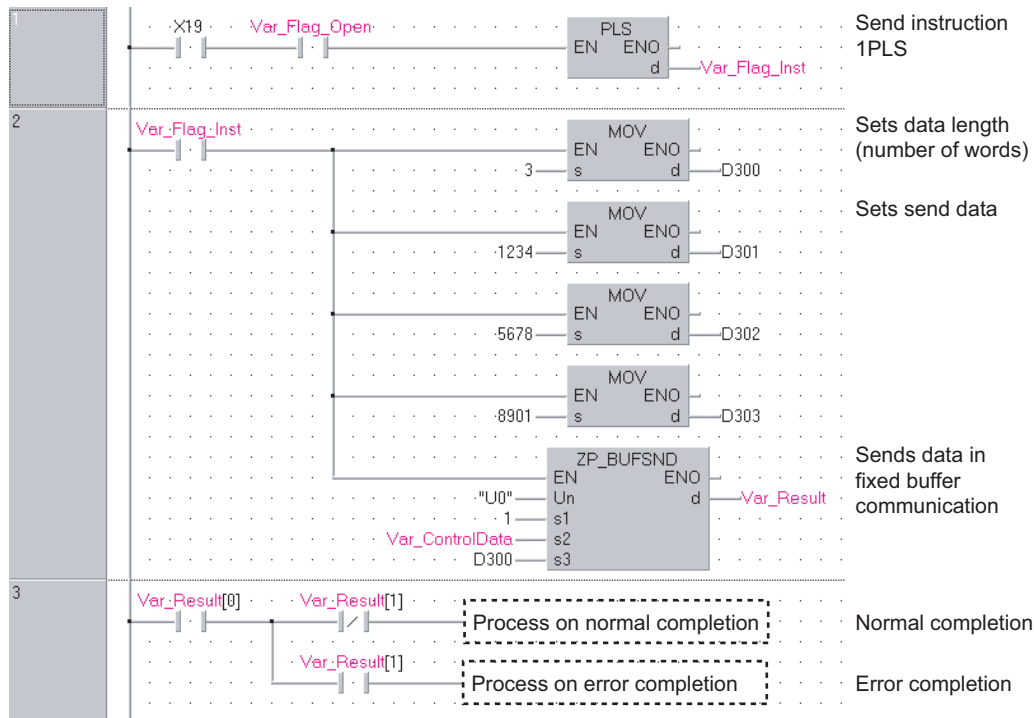 1
X19 Var_Flag_Open PLS Send instruction
EN ENO 1PLS
d Var_Flag_Inst
2
Var_Flag_Inst MOV Sets data length
EN ENO (number of words)
3 s d D300
MOV Sets send data
EN ENO
1234 s d D301
MOV
EN ENO
5678 s d D302
MOV
EN ENO
8901 s d D303
ZP_BUFSND Sends data in
EN ENO fixed buffer
"U0" Un d Var_Result communication
1 s1
Var_ControlData s2
D300 s3
3
Var_Result[0] Var_Result[1] Process on normal completion Normal completion
Var_Result[1] Process on error completion Error completion